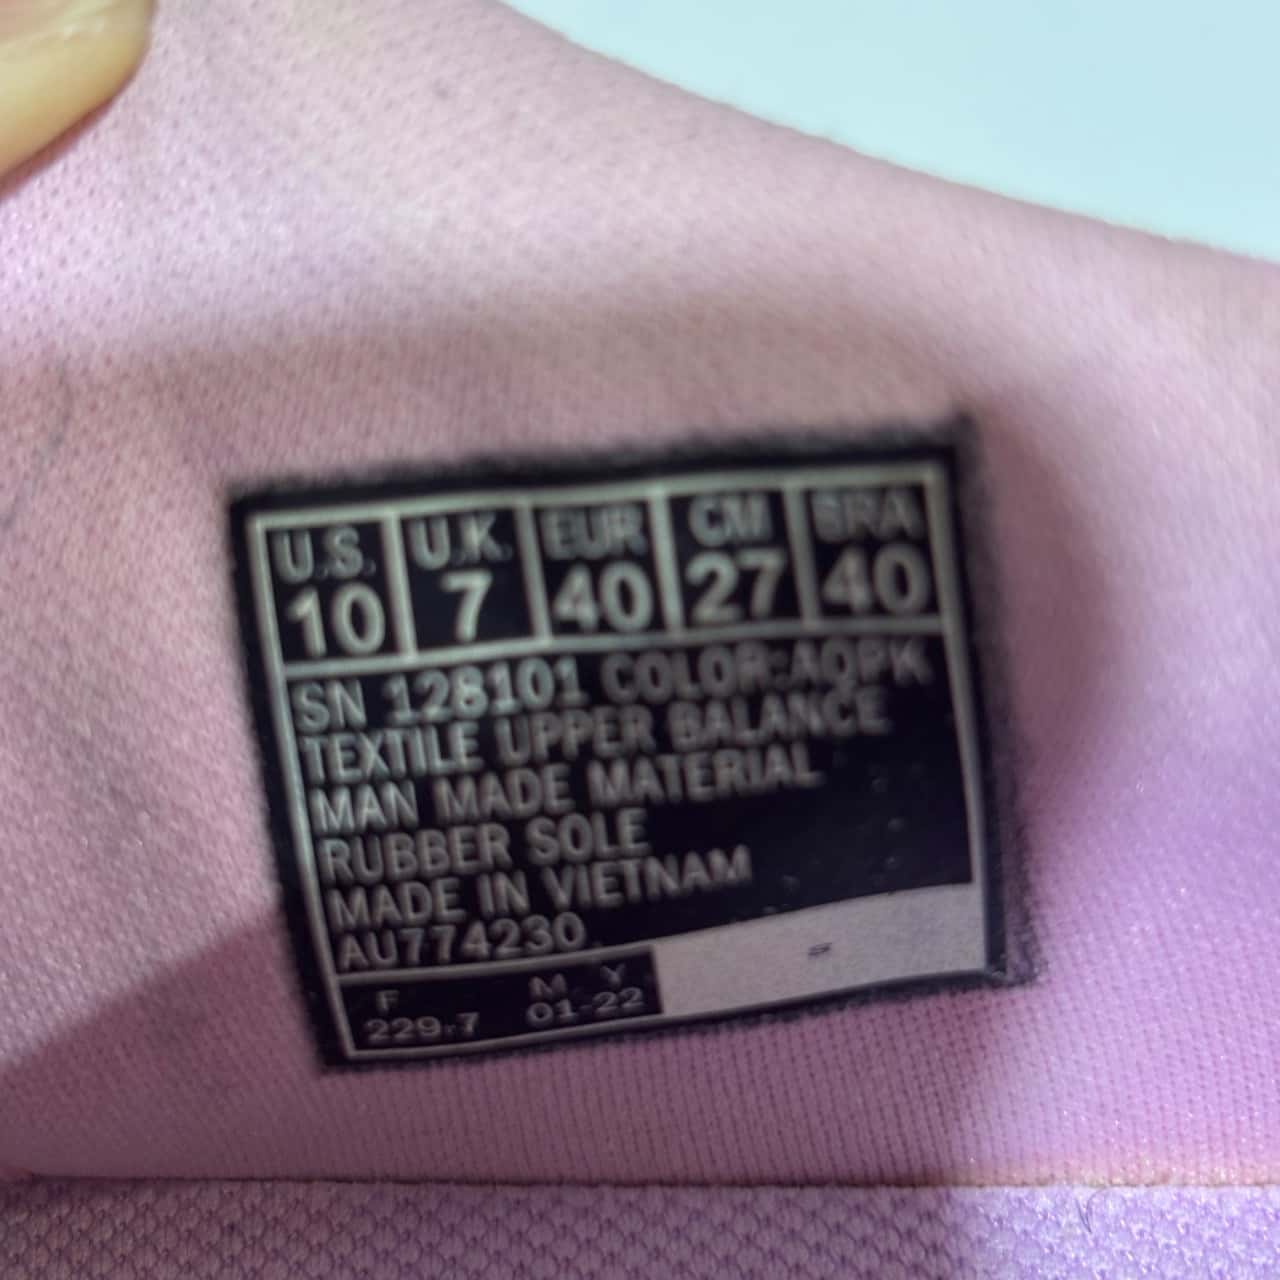 U.S. U.K. EUR CM BRA
10 7 40 27 40
SN 128101 COLOR:AQPK
TEXTILE UPPER BALANCE
MAN MADE MATERIAL
RUBBER SOLE
MADE IN VIETNAM
AU774230
F M Y
229.7 01-22